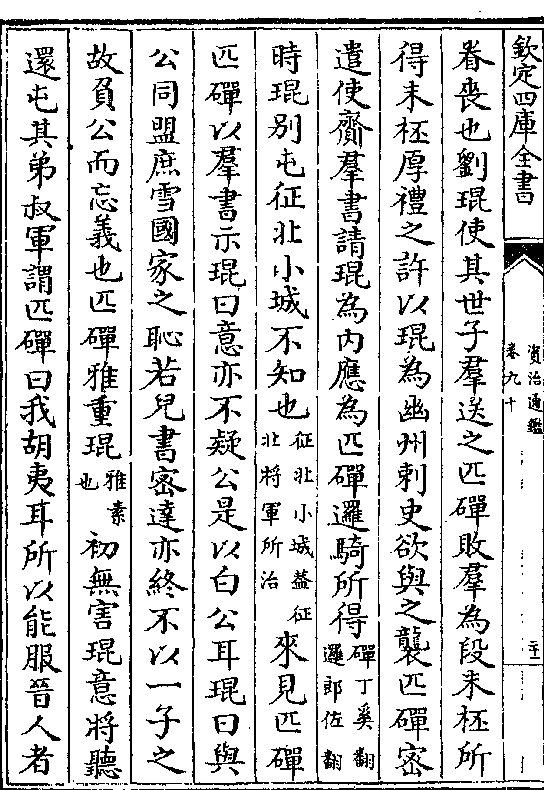 欽定四庫全書
資治通鑑
卷九十
眷喪也劉琨使其世子羣送之匹磾敗羣為段末柸所
得末柸厚禮之許以琨為幽州刺史欲與之襲匹磾密
遣使齎羣書請琨為内應為匹磾邏騎所得
磾丁奚翻
邏郎佐翻
時琨別屯征北小城不知也
征北小城葢征
北將軍所治
來見匹磾
匹磾以羣書示琨曰意亦不疑公是以白公耳琨曰與
公同盟庶雪國家之恥若兒書密達亦終不以一子之
故負公而忘義也匹磾雅重琨
雅素
也
初無害琨意將聽
還屯其弟叔軍謂匹磾曰我胡夷耳所以能服晉人者